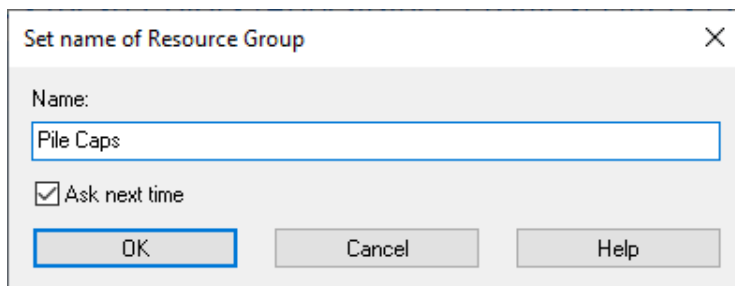 Set name of Resource Group
Name:
Pile Caps
Ask next time
OK Cancel Help